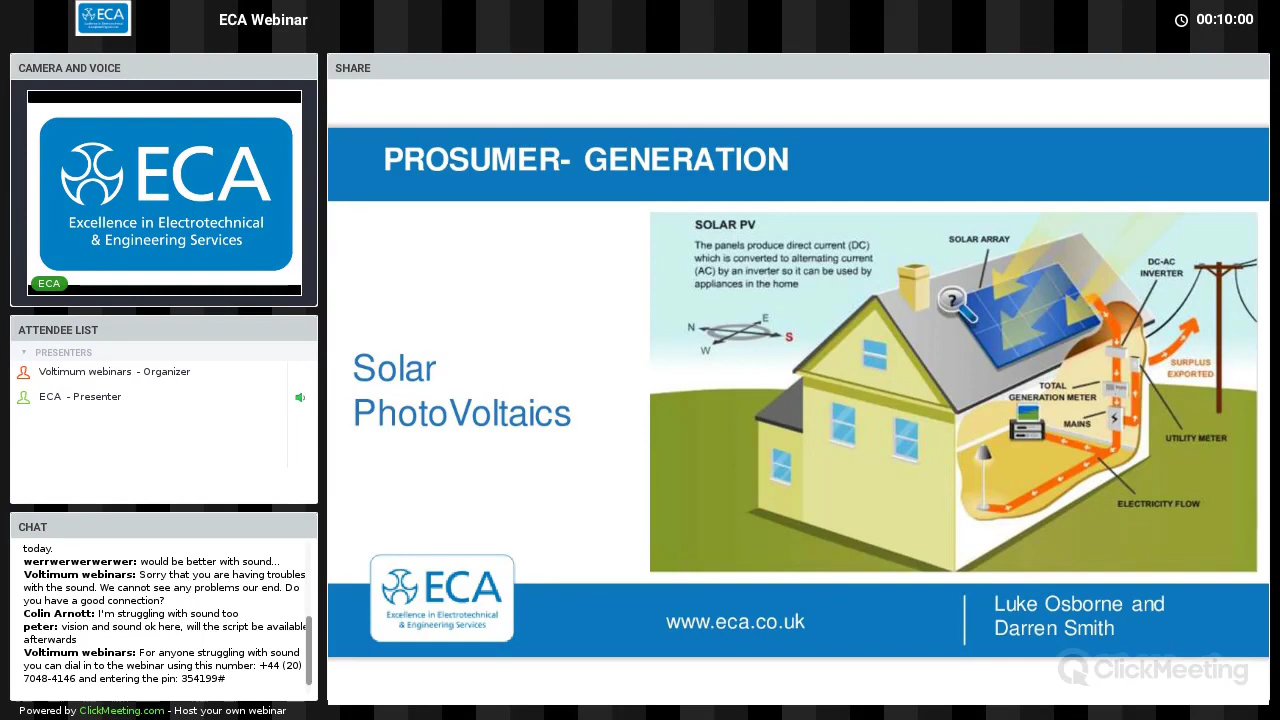 ECA
ECA Webinar
00:10:00
CAMERA AND VOICE
ECA
Excellence in Electrotechnical
& Engineering Services
ECA
ATTENDEE LIST
PRESENTERS
Voltimum webinars - Organizer
ECA - Presenter
CHAT
today.
werrwerwerwerwer: would be better with sound...
Voltimum webinars: Sorry that you are having troubles
with the sound. We cannot see any problems our end. Do
you have a good connection?
Colin Arnott: I'm struggling with sound too
peter: vision and sound ok here, will the script be available
afterwards
Voltimum webinars: For anyone struggling with sound
you can dial in to the webinar using this number: +44 (20)
7048-4146 and entering the pin: 354199#
Powered by ClickMeeting.com - Host your own webinar
SHARE
PROSUMER- GENERATION
Solar
PhotoVoltaics
SOLAR PV
The panels produce direct current (DC)
which is converted to alternating current
(AC) by an inverter so it can be used by
appliances in the home
N
E
S
W
SOLAR ARRAY
?
DC-AC
INVERTER
SURPLUS
EXPORTED
TOTAL
GENERATION METER
MAINS
UTILITY METER
ELECTRICITY FLOW
ECA
Excellence in Electrotechnical
& Engineering Services
www.eca.co.uk
Luke Osborne and
Darren Smith
ClickMeeting